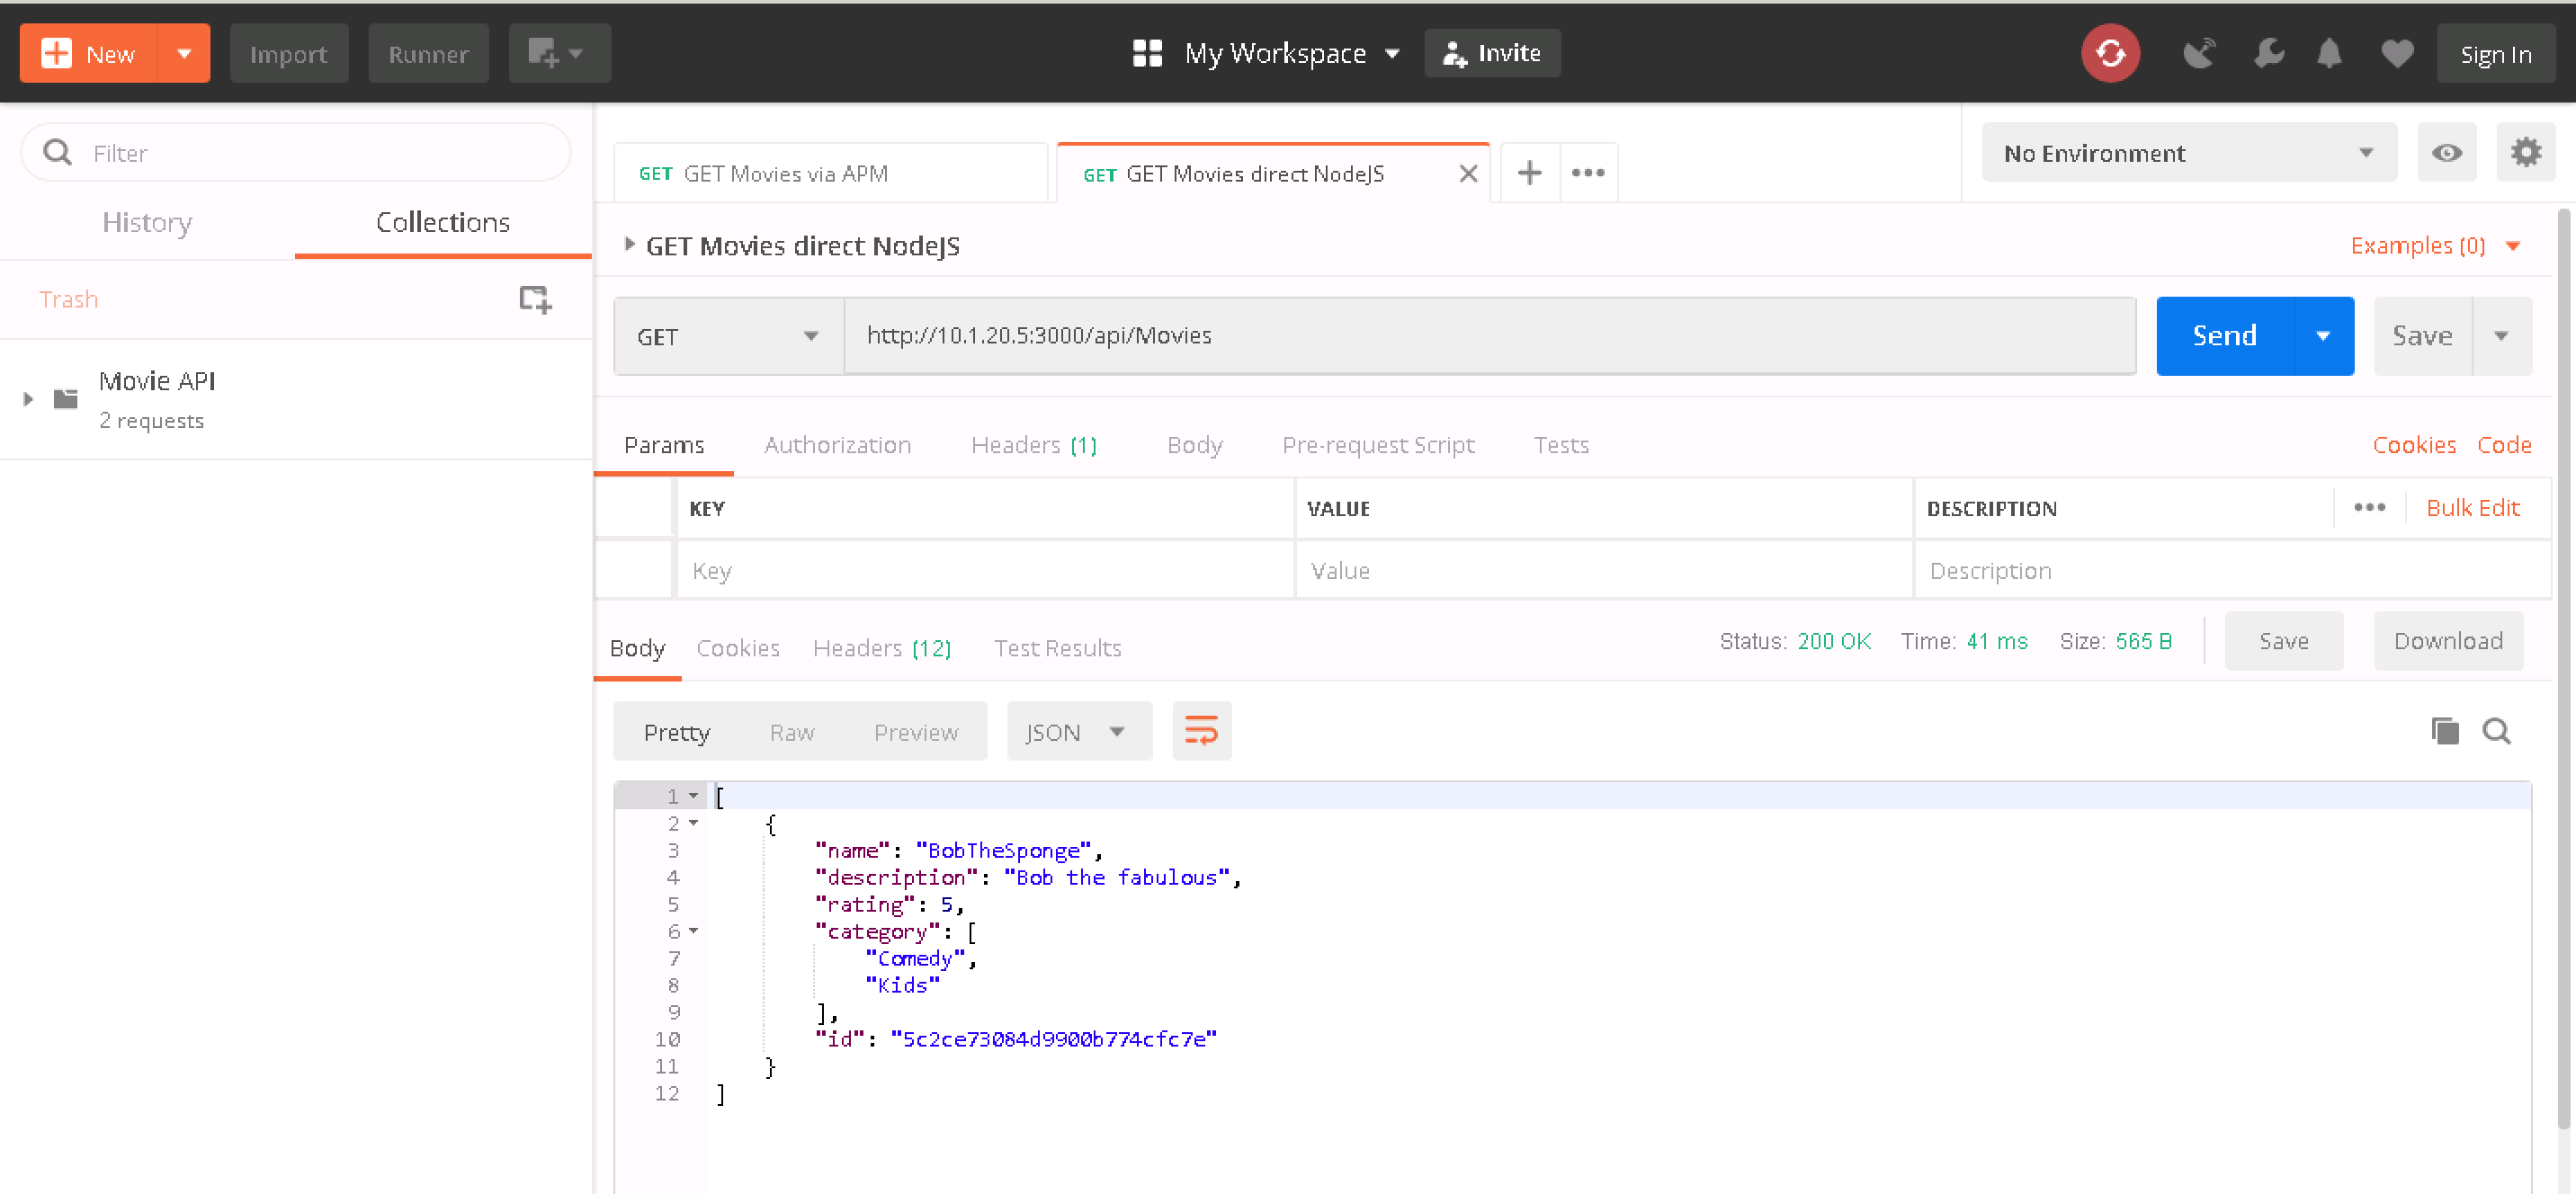 New Import Runner My Workspace Invite Sign In
Filter
History Collections
Trash
Movie API
2 requests
GET GET Movies via APM GET GET Movies direct NodeJS No Environment
GET Movies direct NodeJS Examples (0)
GET http://10.1.20.5:3000/api/Movies Send Save
Params Authorization Headers (1) Body Pre-request Script Tests Cookies Code
KEY VALUE DESCRIPTION Bulk Edit
Key Value Description
Body Cookies Headers (12) Test Results Status: 200 OK Time: 41 ms Size: 565 B Save Download
Pretty Raw Preview JSON
1 [
2 {
3 "name": "BobTheSponge",
4 "description": "Bob the fabulous",
5 "rating": 5,
6 "category": [
7 "Comedy",
8 "Kids"
9 ],
10 "id": "5c2ce73084d9900b774cfc7e"
11 }
12 ]